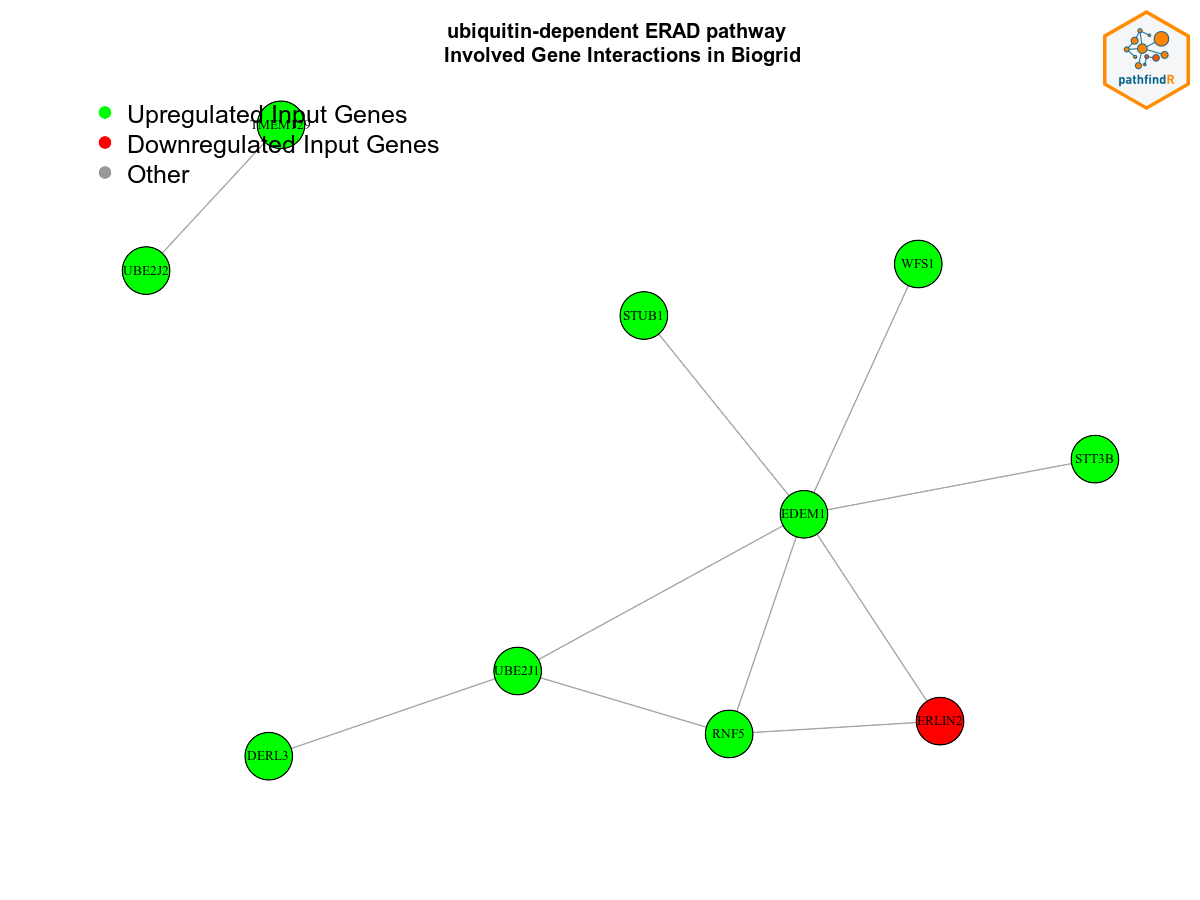 ubiquitin-dependent ERAD pathway
Involved Gene Interactions in Biogrid
pathfindR
Upregulated Input Genes
TMEM129
Downregulated Input Genes
Other
UBE2J2
WFS1
STUB1
STT3B
EDEM1
UBE2J1
ERLIN2
RNF5
DERL3